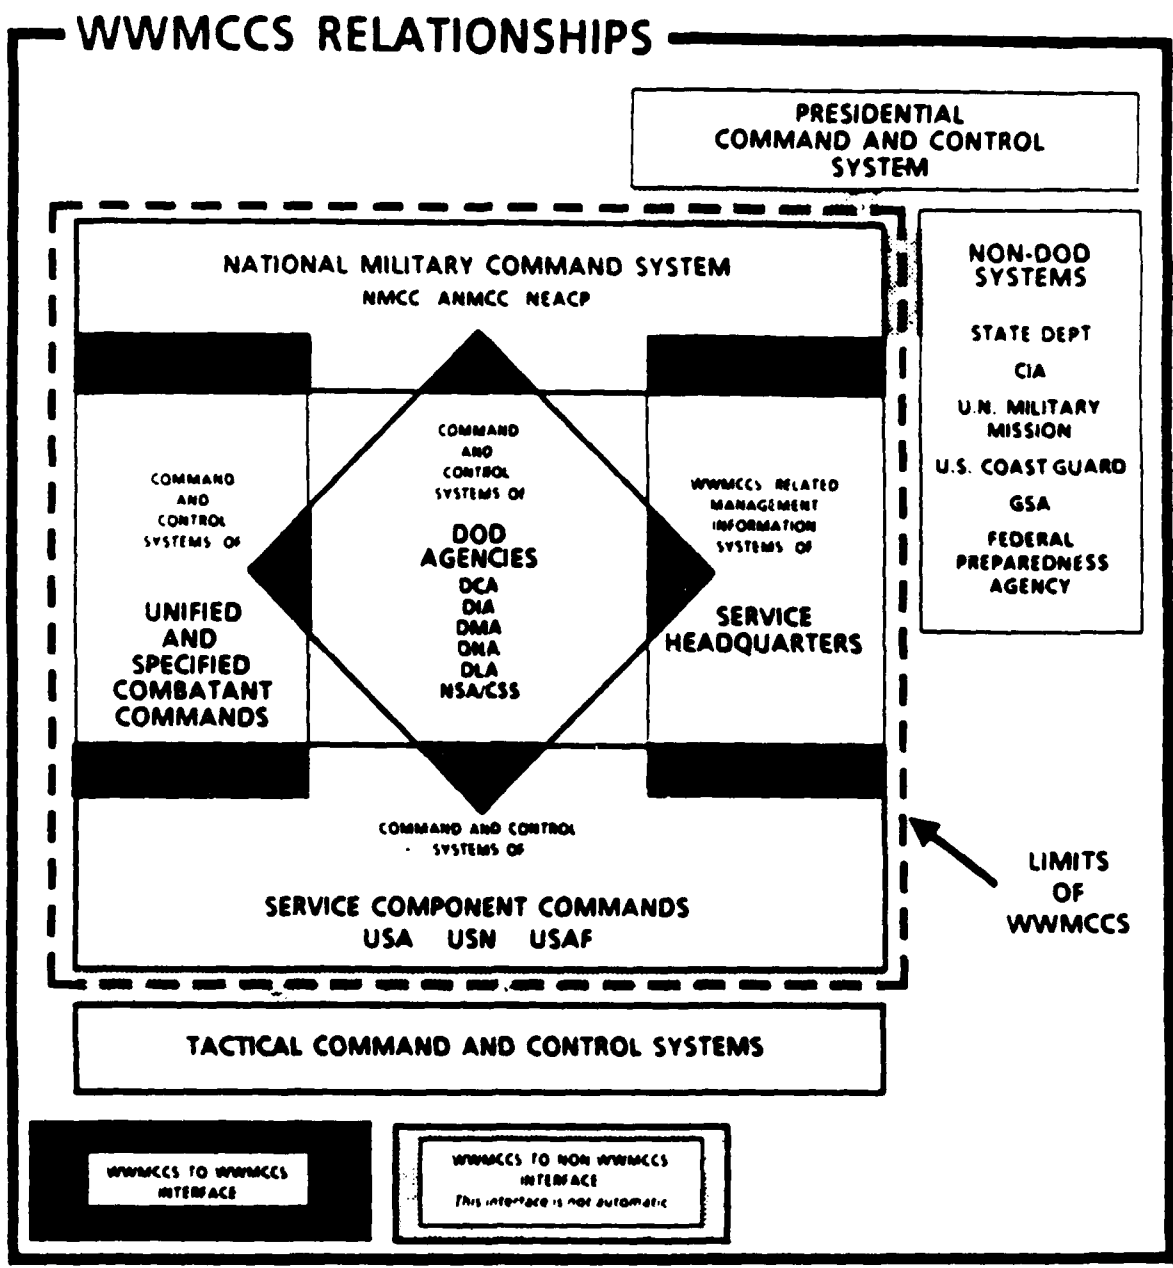 WWMCCS RELATIONSHIPS
PRESIDENTIAL
COMMAND AND CONTROL
SYSTEM
NATIONAL MILITARY COMMAND SYSTEM
NMCC ANMCC NEACP
NON-DOD
SYSTEMS
STATE DEPT
CIA
U.N. MILITARY
MISSION
U.S. COAST GUARD
GSA
FEDERAL
PREPAREDNESS
AGENCY
COMMAND
AND
CONTROL
SYSTEMS OF
UNIFIED
AND
SPECIFIED
COMBATANT
COMMANDS
COMMAND
AND
CONTROL
SYSTEMS OF
DOD
AGENCIES
DCA
DIA
DMA
DNA
DLA
NSA/CSS
WWMCCS RELATED
MANAGEMENT
INFORMATION
SYSTEMS OF
SERVICE
HEADQUARTERS
COMMAND AND CONTROL
SYSTEMS OF
SERVICE COMPONENT COMMANDS
USA USN USAF
LIMITS
OF
WWMCCS
TACTICAL COMMAND AND CONTROL SYSTEMS
WWMCCS TO WWMCCS
INTERFACE
WWMCCS TO NON WWMCCS
INTERFACE
This interface is not automatic